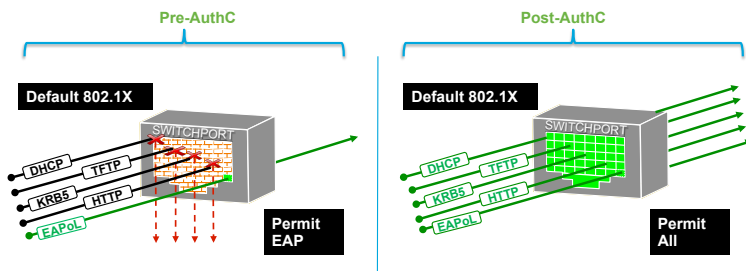 Pre-AuthC
Default 802.1X
SWITCHPORT
DHCP
TFTP
KRB5
HTTP
EAPoL
Permit
EAP
Post-AuthC
Default 802.1X
SWITCHPORT
DHCP
TFTP
KRB5
HTTP
EAPoL
Permit
All